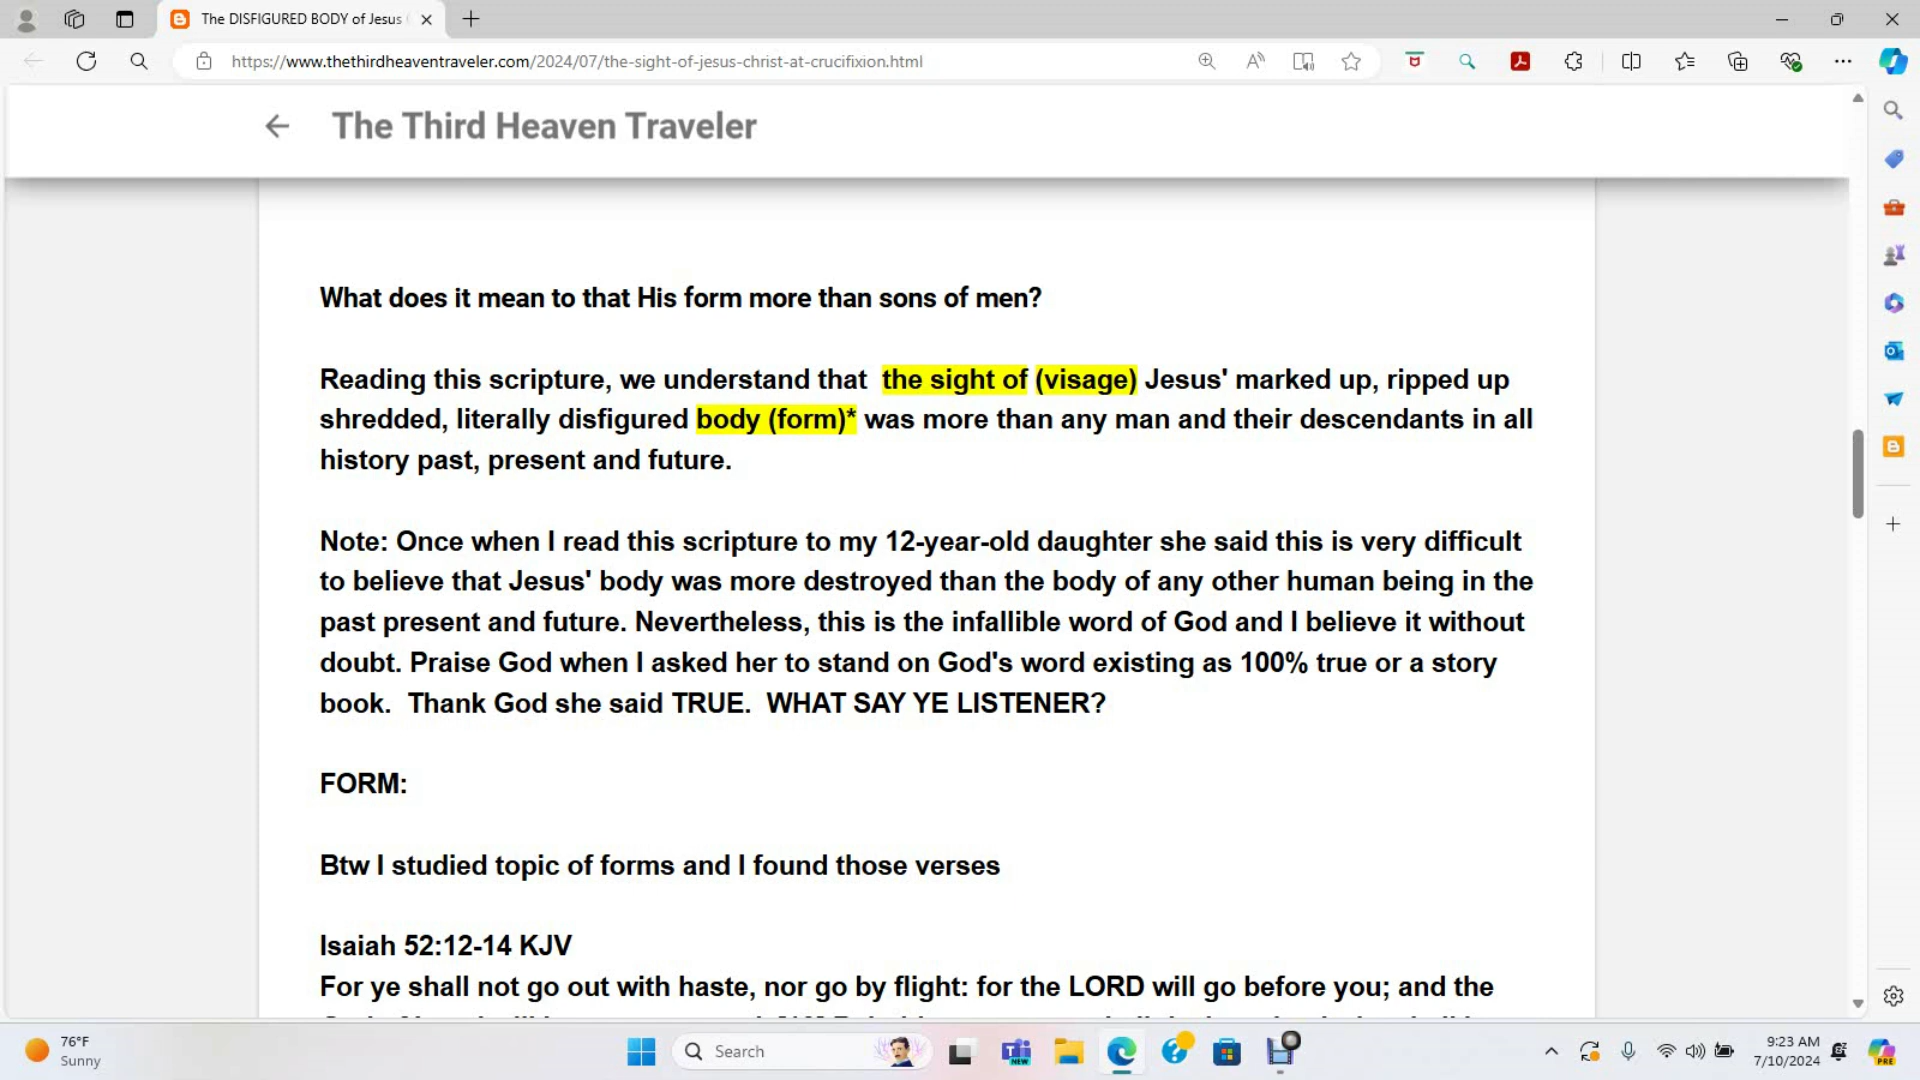 The DISFIGURED BODY of Jesus
https://www.thethirdheaventraveler.com/2024/07/the-sight-of-jesus-christ-at-crucifixion.html
The Third Heaven Traveler
What does it mean to that His form more than sons of men?
Reading this scripture, we understand that  the sight of (visage) Jesus' marked up, ripped up
shredded, literally disfigured body (form)* was more than any man and their descendants in all
history past, present and future.
Note: Once when I read this scripture to my 12-year-old daughter she said this is very difficult
to believe that Jesus' body was more destroyed than the body of any other human being in the
past present and future. Nevertheless, this is the infallible word of God and I believe it without
doubt. Praise God when I asked her to stand on God's word existing as 100% true or a story
book.  Thank God she said TRUE.  WHAT SAY YE LISTENER?
FORM:
Btw I studied topic of forms and I found those verses
Isaiah 52:12-14 KJV
For ye shall not go out with haste, nor go by flight: for the LORD will go before you; and the
76°F
Sunny
Search
NEW
9:23 AM
7/10/2024
PRE